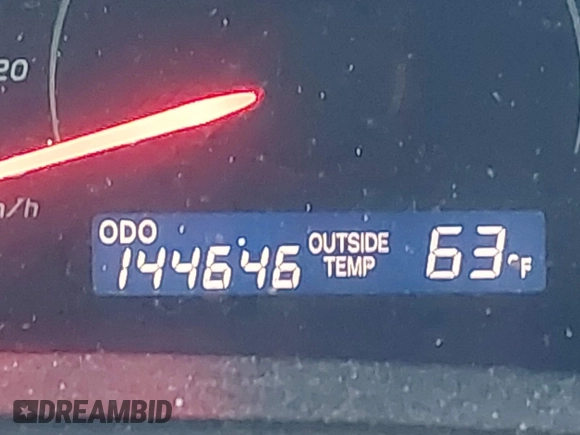 20
m/h
ODO
144646
OUTSIDE
TEMP
63°F
DREAMBID